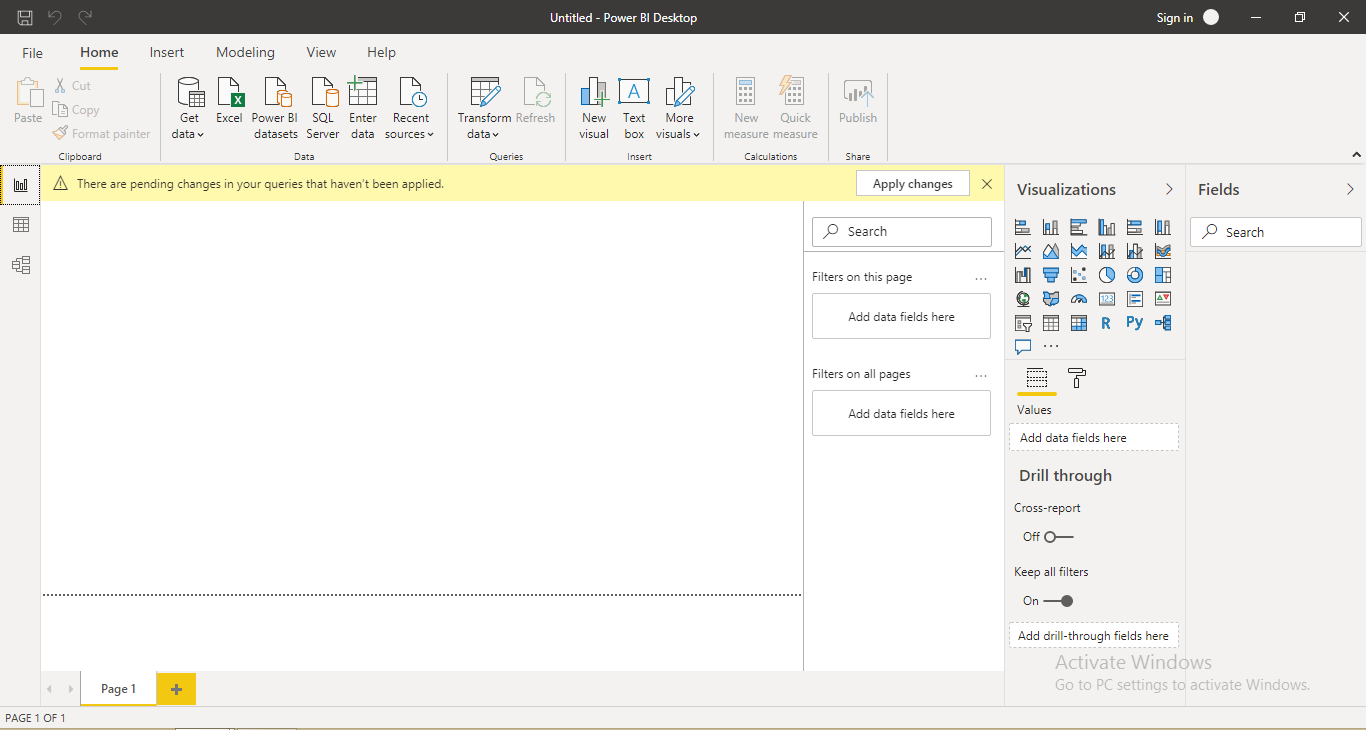 Untitled - Power BI Desktop
Sign in
File Home Insert Modeling View Help
Paste
Cut
Copy
Format painter
Clipboard
Get data
Excel
Power BI datasets
SQL Server
Enter data
Recent sources
Data
Transform data
Refresh
Queries
New visual
Text box
A
More visuals
Insert
New measure
Quick measure
Calculations
Publish
Share
There are pending changes in your queries that haven't been applied.
Apply changes
Search
Filters on this page ...
Add data fields here
Filters on all pages ...
Add data fields here
Visualizations
123
R Py
...
Values
Add data fields here
Drill through
Cross-report
Off
Keep all filters
On
Add drill-through fields here
Fields
Search
Activate Windows
Go to PC settings to activate Windows.
Page 1
+
PAGE 1 OF 1